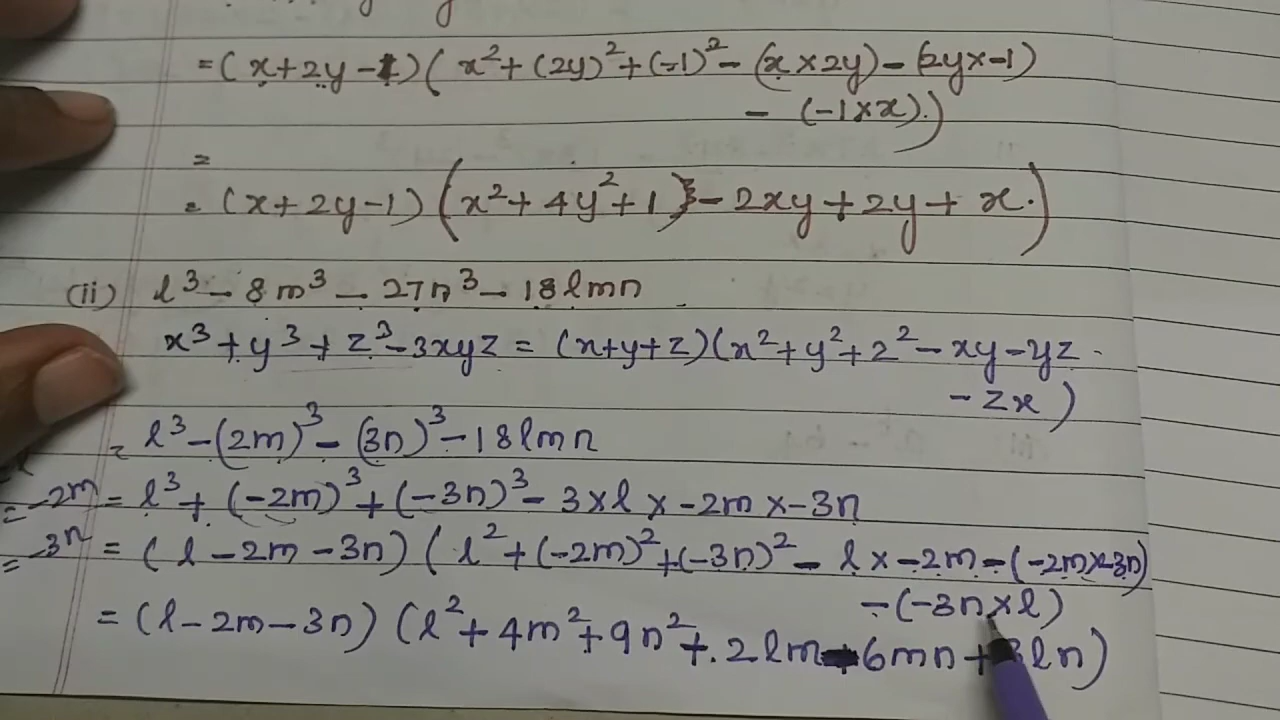 = (x+2y-1) ( x² + (2y)² + (-1)² - (x × 2y) - (2y×-1)
- (-1×x).)
=
= (x+2y-1) (x² + 4y² + 1 - 2xy + 2y + x.)
(ii) l³ - 8m³ - 27n³ - 18lmn
x³ + y³ + z³ - 3xyz = (x+y+z)(x² + y² + z² - xy - yz
- zx)
= l³ - (2m)³ - (3n)³ - 18lmn
= -2m = l³ + (-2m)³ + (-3n)³ - 3×l×-2m×-3n
= -3n = (l - 2m - 3n) (l² + (-2m)² + (-3n)² - l×-2m - (-2m×-3n)
- (-3n×l)
= (l-2m-3n) (l² + 4m² + 9n² + 2lm - 6mn + 3ln)